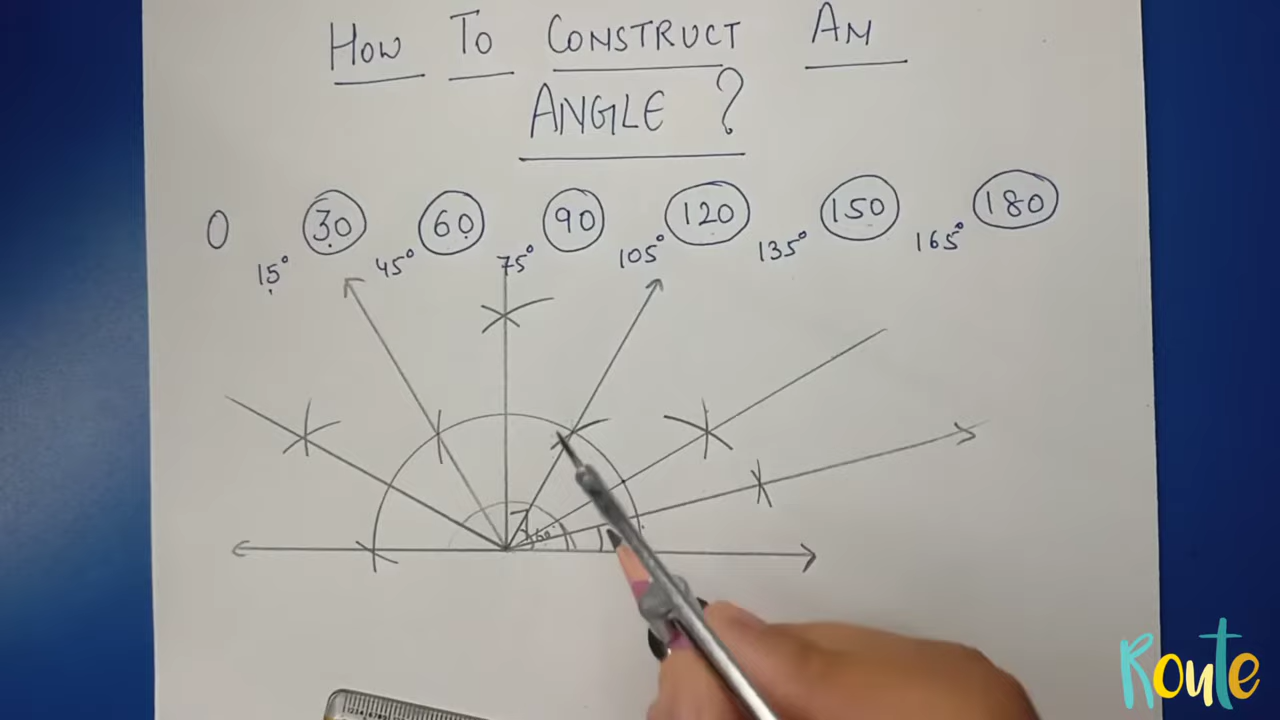 HOW TO CONSTRUCT AN
ANGLE ?
0 30 60 90 120 150 180
15° 45° 75° 105° 135° 165°
60°
Route